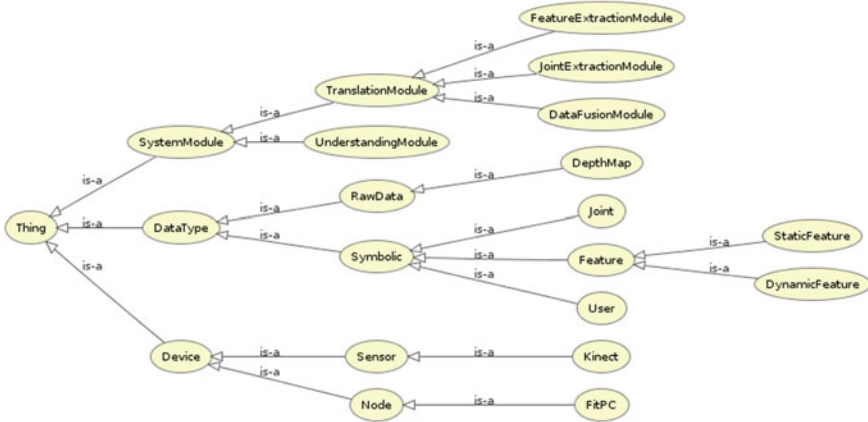 FeatureExtractionModule
is-a
JointExtractionModule
is-a
TranslationModule
is-a
DataFusionModule
is-a
SystemModule
is-a
UnderstandingModule
is-a
DepthMap
is-a
RawData
is-a
Joint
is-a
Thing
is-a
DataType
is-a
StaticFeature
is-a
Symbolic
is-a
Feature
is-a
DynamicFeature
is-a
User
is-a
Device
is-a
Sensor
is-a
Kinect
is-a
Node
is-a
FitPC